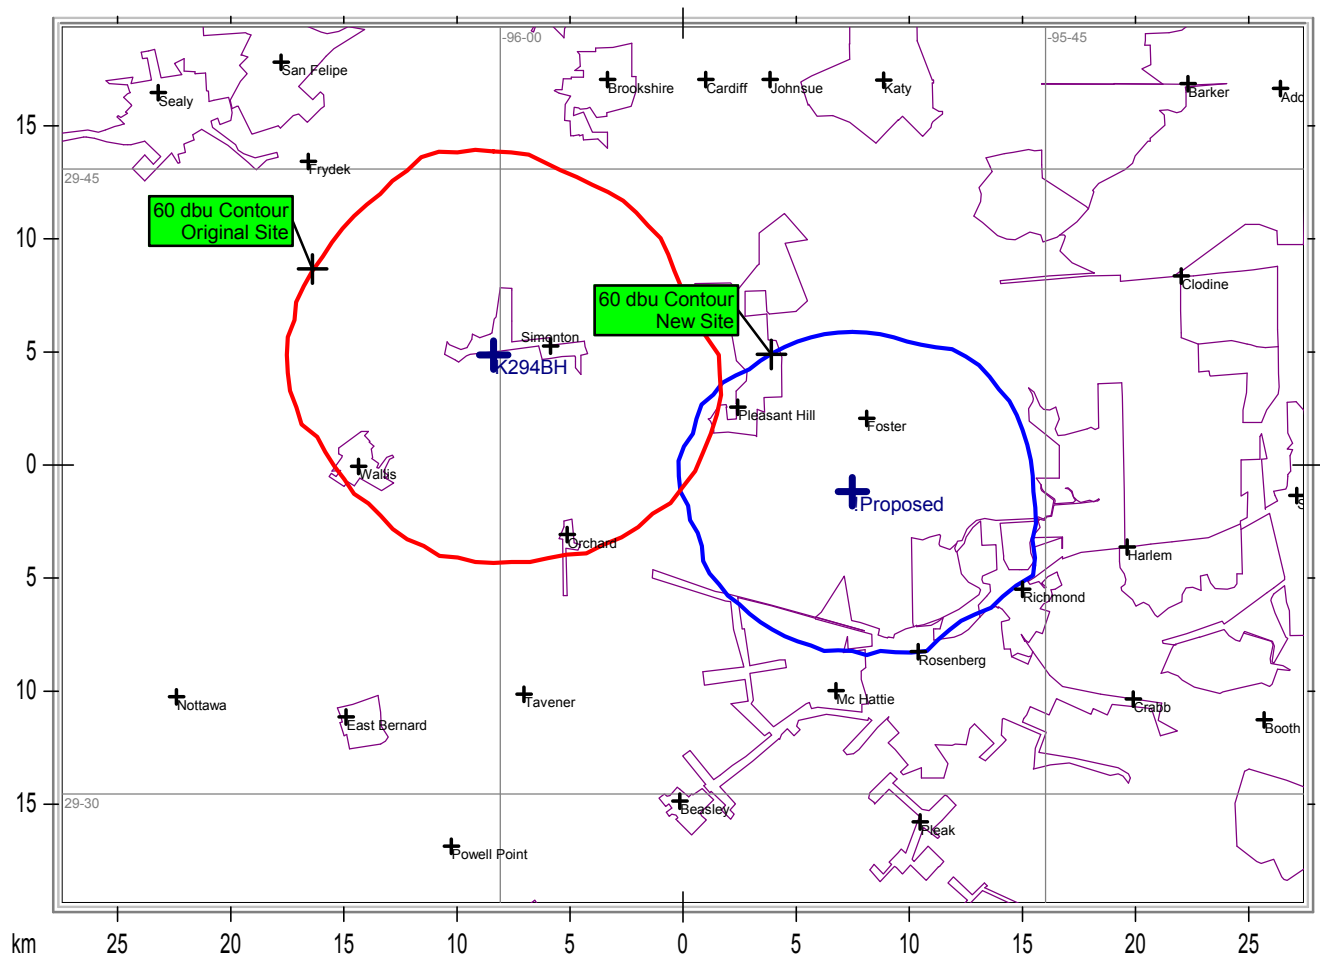 -96-00
-95-45
San Felipe
Sealy
Brookshire
Cardiff
Johnsue
Katy
Barker
Adc
15
Frydek
29-45
60 dbu Contour
Original Site
10
Clodine
60 dbu Contour
New Site
Simonton
5
K294BH
Pleasant Hill
Foster
0
Wallis
Proposed
S
Orchard
Harlem
5
Richmond
Rosenberg
10
Nottawa
Tavener
Mc Hattie
Crabb
East Bernard
Booth
29-30
15
Beasley
Pleak
Powell Point
km
25
20
15
10
5
0
5
10
15
20
25